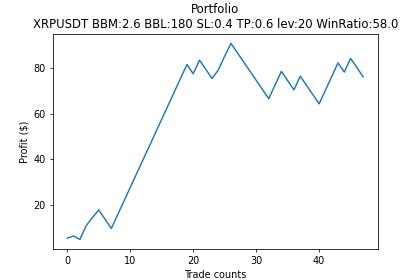 Portfolio
XRPUSDT BBM:2.6 BBL:180 SL:0.4 TP:0.6 lev:20 WinRatio:58.0
80
60
40
20
Profit ($)
0 10 20 30 40
Trade counts